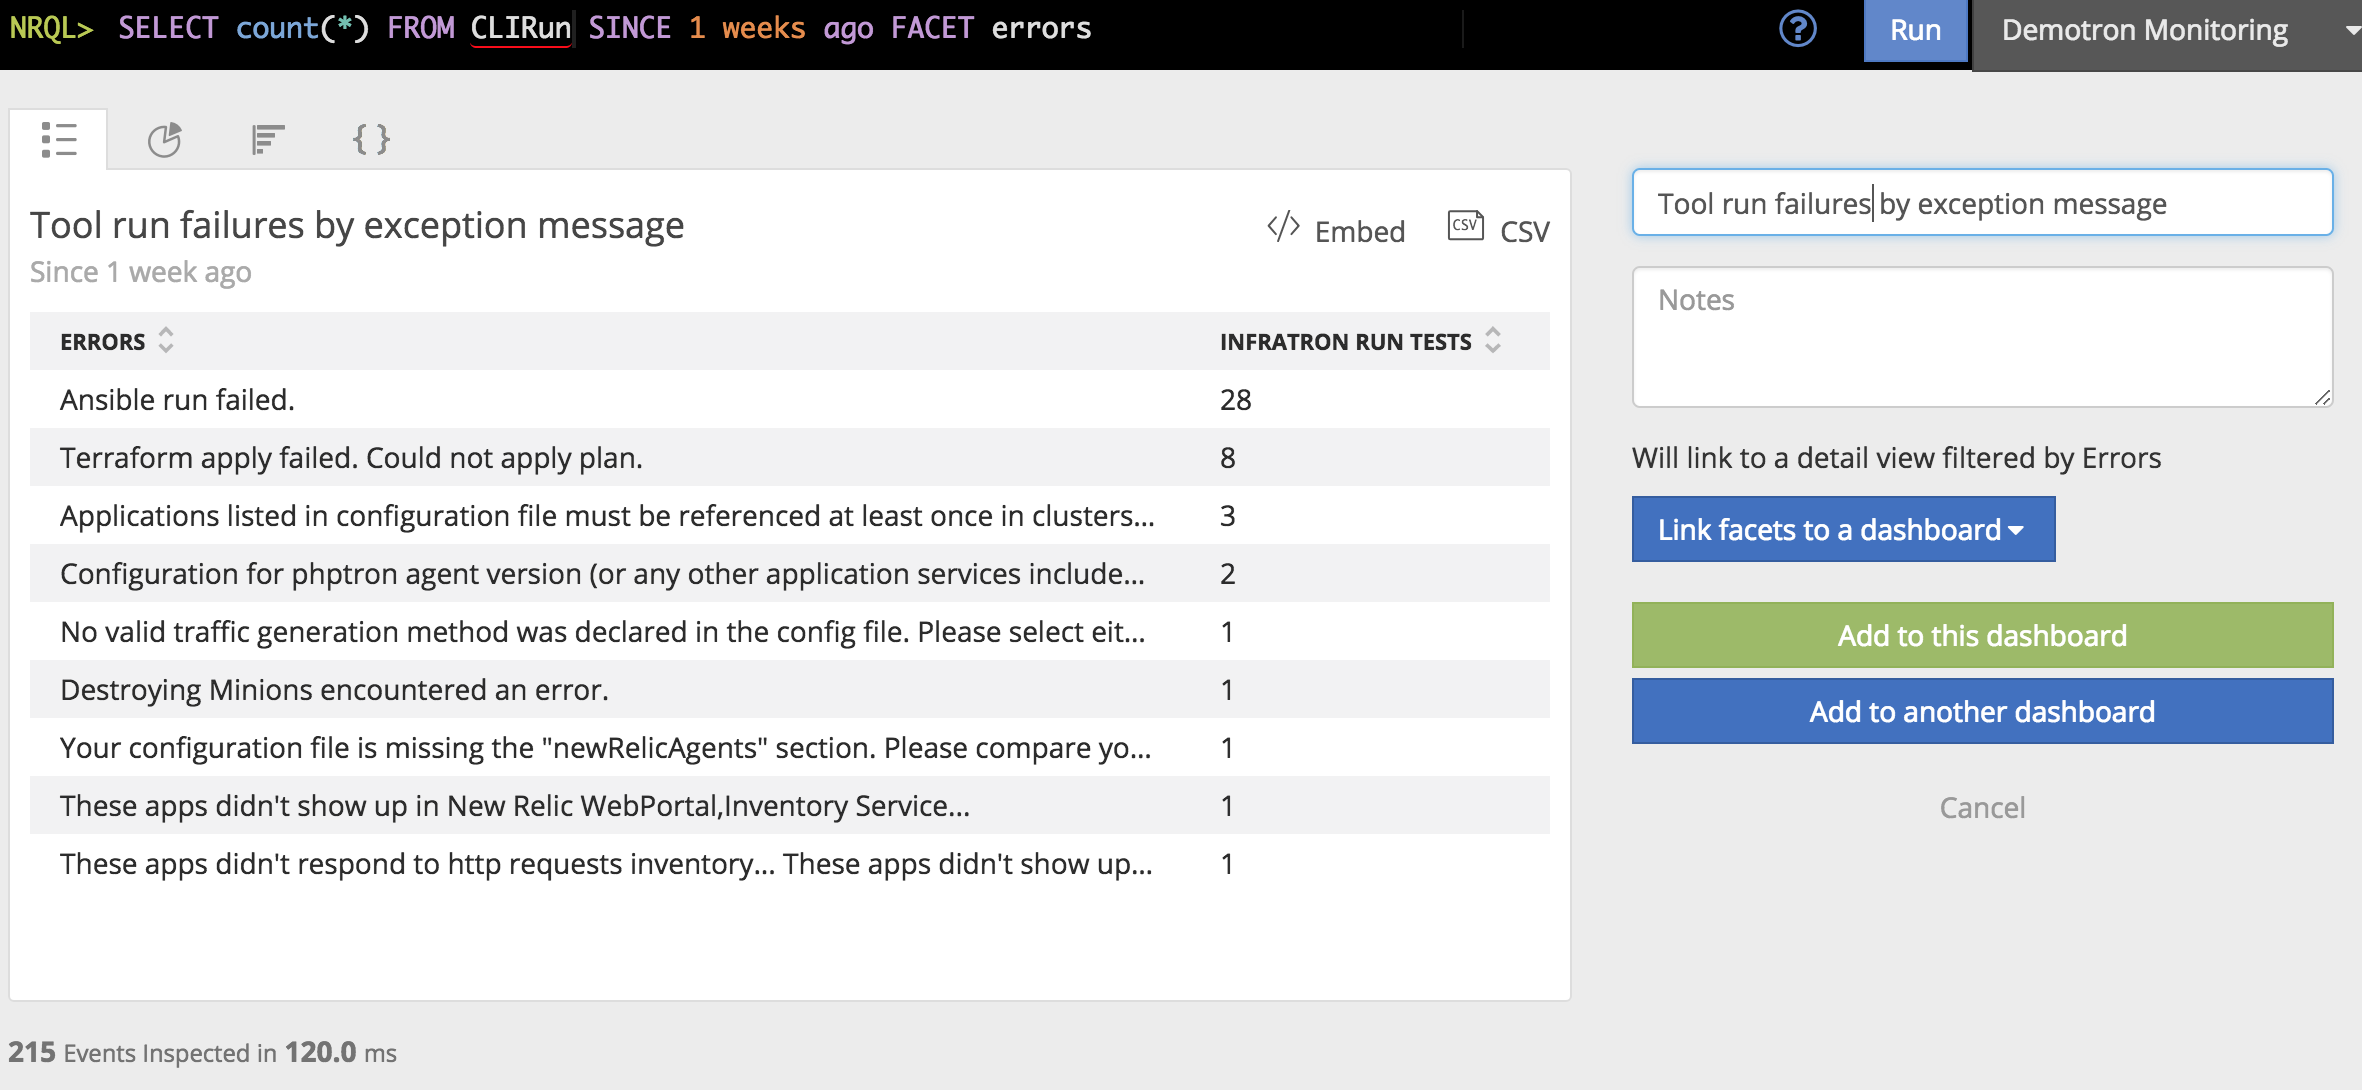 NRQL> SELECT count(*) FROM CLIRun SINCE 1 weeks ago FACET errors
?
Run
Demotron Monitoring
{ }
Tool run failures by exception message
Since 1 week ago
</> Embed
CSV CSV
ERRORS
INFRATRON RUN TESTS
Ansible run failed. 28
Terraform apply failed. Could not apply plan. 8
Applications listed in configuration file must be referenced at least once in clusters... 3
Configuration for phptron agent version (or any other application services include... 2
No valid traffic generation method was declared in the config file. Please select eit... 1
Destroying Minions encountered an error. 1
Your configuration file is missing the "newRelicAgents" section. Please compare yo... 1
These apps didn't show up in New Relic WebPortal,Inventory Service... 1
These apps didn't respond to http requests inventory... These apps didn't show up... 1
215 Events Inspected in 120.0 ms
Tool run failures by exception message
Notes
Will link to a detail view filtered by Errors
Link facets to a dashboard
Add to this dashboard
Add to another dashboard
Cancel